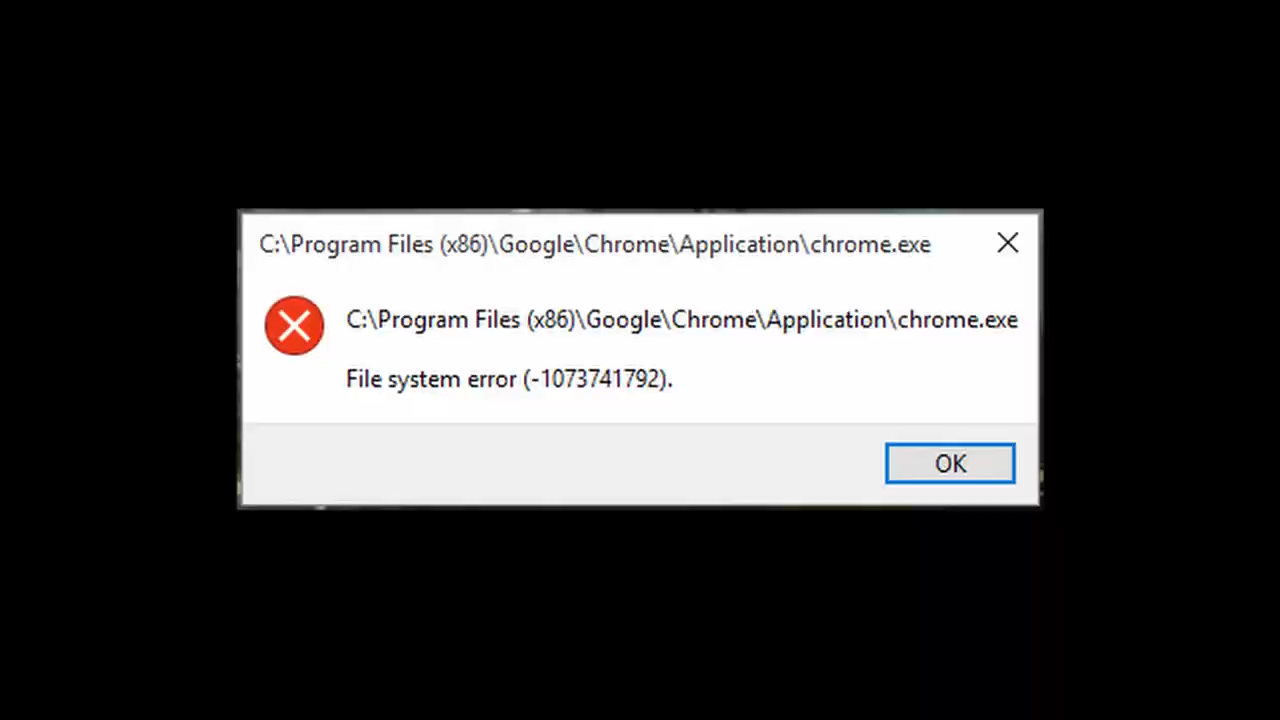 C:\Program Files (x86)\Google\Chrome\Application\chrome.exe
C:\Program Files (x86)\Google\Chrome\Application\chrome.exe
File system error (-1073741792).
OK